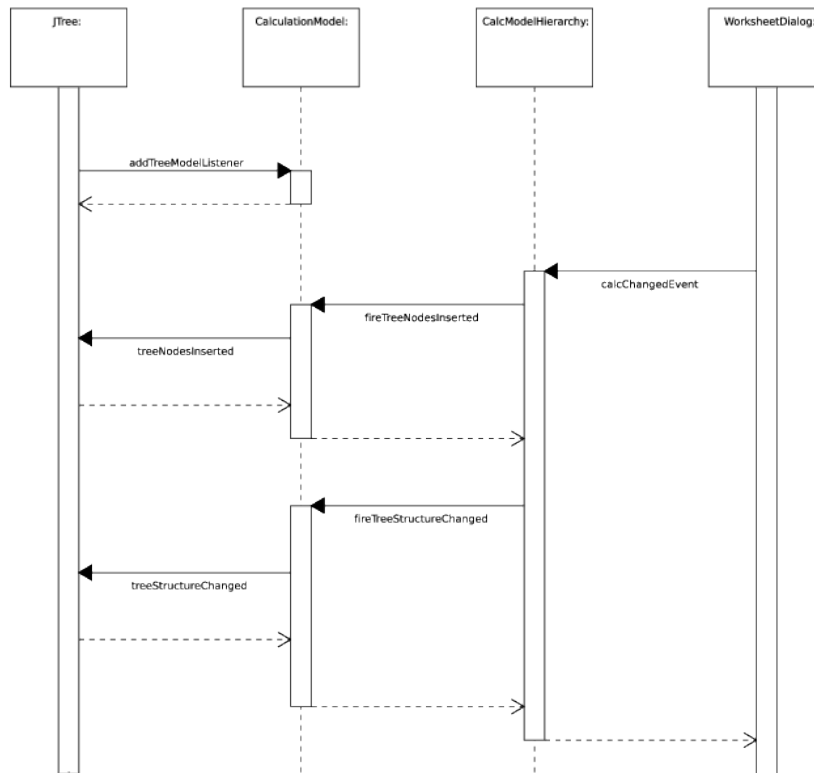 JTree:
CalculationModel:
CalcModelHierarchy:
WorksheetDialog:
addTreeModelListener
calcChangedEvent
fireTreeNodesInserted
treeNodesInserted
fireTreeStructureChanged
treeStructureChanged